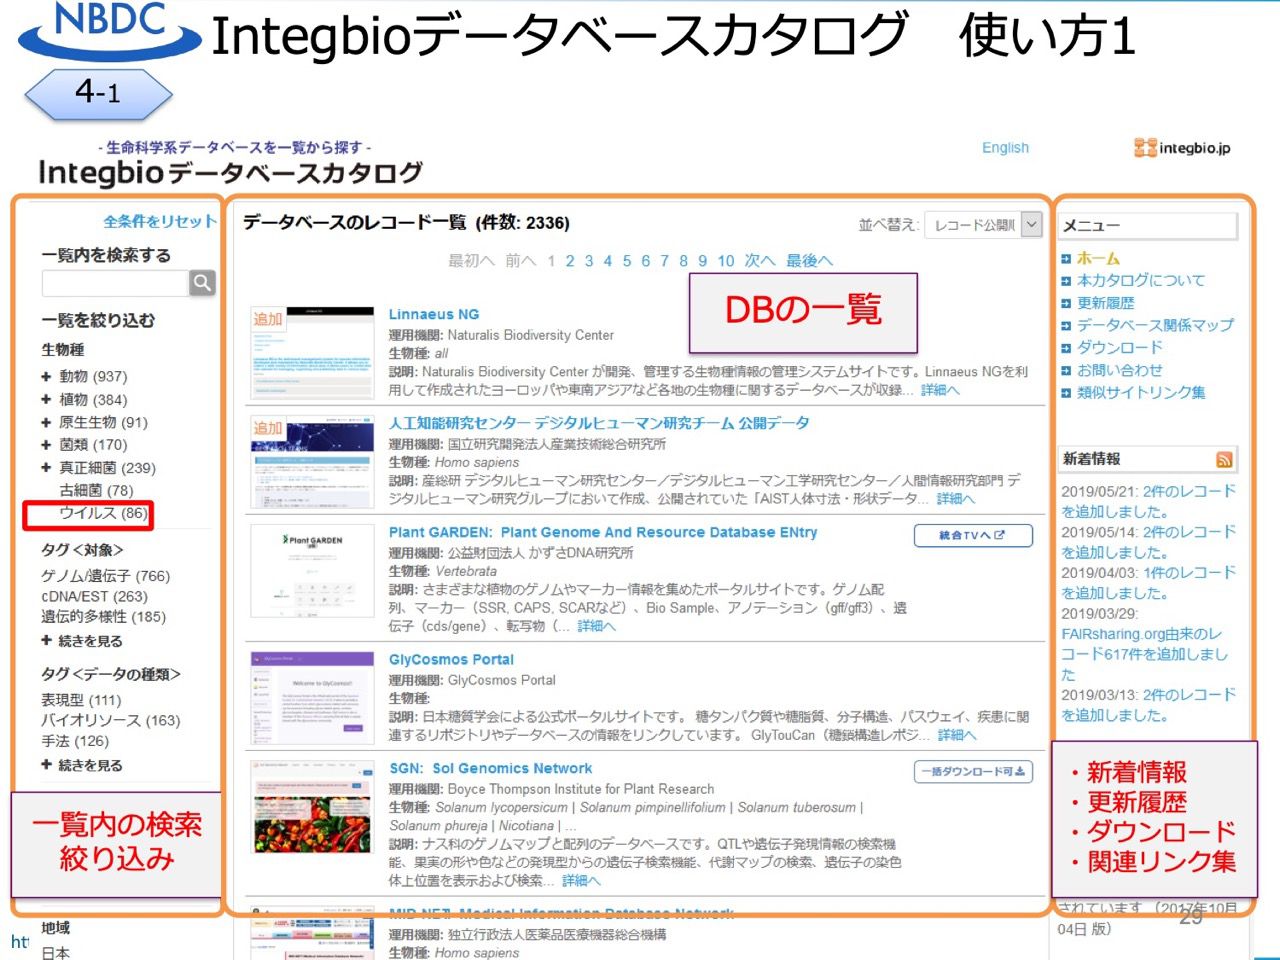 NBDC
Integbioデータベースカタログ　使い方1
4-1
- 生命科学系データベースを一覧から探す -
Integbioデータベースカタログ
English
integbio.jp
全条件をリセット
一覧内を検索する
一覧を絞り込む
生物種
+ 動物 (937)
+ 植物 (384)
+ 原生生物 (91)
+ 菌類 (170)
+ 真正細菌 (239)
古細菌 (78)
ウイルス (86)
タグ<対象>
ゲノム/遺伝子 (766)
cDNA/EST (263)
遺伝的多様性 (185)
+ 続きを見る
タグ<データの種類>
表現型 (111)
バイオリソース (163)
手法 (126)
+ 続きを見る
一覧内の検索
絞り込み
地域
日本
データベースのレコード一覧 (件数: 2336)
並べ替え:
最初へ 前へ 1 2 3 4 5 6 7 8 9 10 次へ 最後へ
DBの一覧
追加
Linnaeus NG
運用機関: Naturalis Biodiversity Center
生物種: all
説明: Naturalis Biodiversity Center が開発、管理する生物種情報の管理システムサイトです。Linnaeus NGを利
用して作成されたヨーロッパや東南アジアなど各地の生物種に関するデータベースが収録... 詳細へ
追加
人工知能研究センター デジタルヒューマン研究チーム 公開データ
運用機関: 国立研究開発法人産業技術総合研究所
生物種: Homo sapiens
説明: 産総研 デジタルヒューマン研究センター／デジタルヒューマン工学研究センター／人間情報研究部門 デ
ジタルヒューマン研究グループにおいて作成、公開されていた「AIST人体寸法・形状データ... 詳細へ
Plant GARDEN
Plant GARDEN: Plant Genome And Resource Database ENtry
統合TVへ
運用機関: 公益財団法人 かずさDNA研究所
生物種: Vertebrata
説明: さまざまな植物のゲノムやマーカー情報を集めたポータルサイトです。ゲノム配
列、マーカー（SSR, CAPS, SCARなど）、Bio Sample、アノテーション（gff/gff3）、遺
伝子（cds/gene）、転写物（... 詳細へ
Welcome to GlyCosmos!
GlyCosmos Portal
運用機関: GlyCosmos Portal
生物種:
説明: 日本糖質学会による公式ポータルサイトです。 糖タンパク質や糖脂質、分子構造、パスウェイ、疾患に関
連するリポジトリやデータベースの情報をリンクしています。 GlyTouCan（糖鎖構造レポジ... 詳細へ
SGN: Sol Genomics Network
一括ダウンロード可
運用機関: Boyce Thompson Institute for Plant Research
生物種: Solanum lycopersicum | Solanum pimpinellifolium | Solanum tuberosum |
Solanum phureja | Nicotiana | ...
説明: ナス科のゲノムマップと配列のデータベースです。QTLや遺伝子発現情報の検索機
能、果実の形や色などの発現型からの遺伝子検索機能、代謝マップの検索、遺伝子の染色
体上位置を表示および検索... 詳細へ
MID-NET: Medical Information Database Network
運用機関: 独立行政法人医薬品医療機器総合機構
生物種: Homo sapiens
メニュー
ホーム
本カタログについて
更新履歴
データベース関係マップ
ダウンロード
お問い合わせ
類似サイトリンク集
新着情報
2019/05/21: 2件のレコード
を追加しました。
2019/05/14: 2件のレコード
を追加しました。
2019/04/03: 1件のレコード
を追加しました。
2019/03/29:
FAIRsharing.org由来のレ
コード617件を追加しまし
た
2019/03/13: 2件のレコード
を追加しました。
・新着情報
・更新履歴
・ダウンロード
・関連リンク集
されています（2017年10月
04日 版）
29